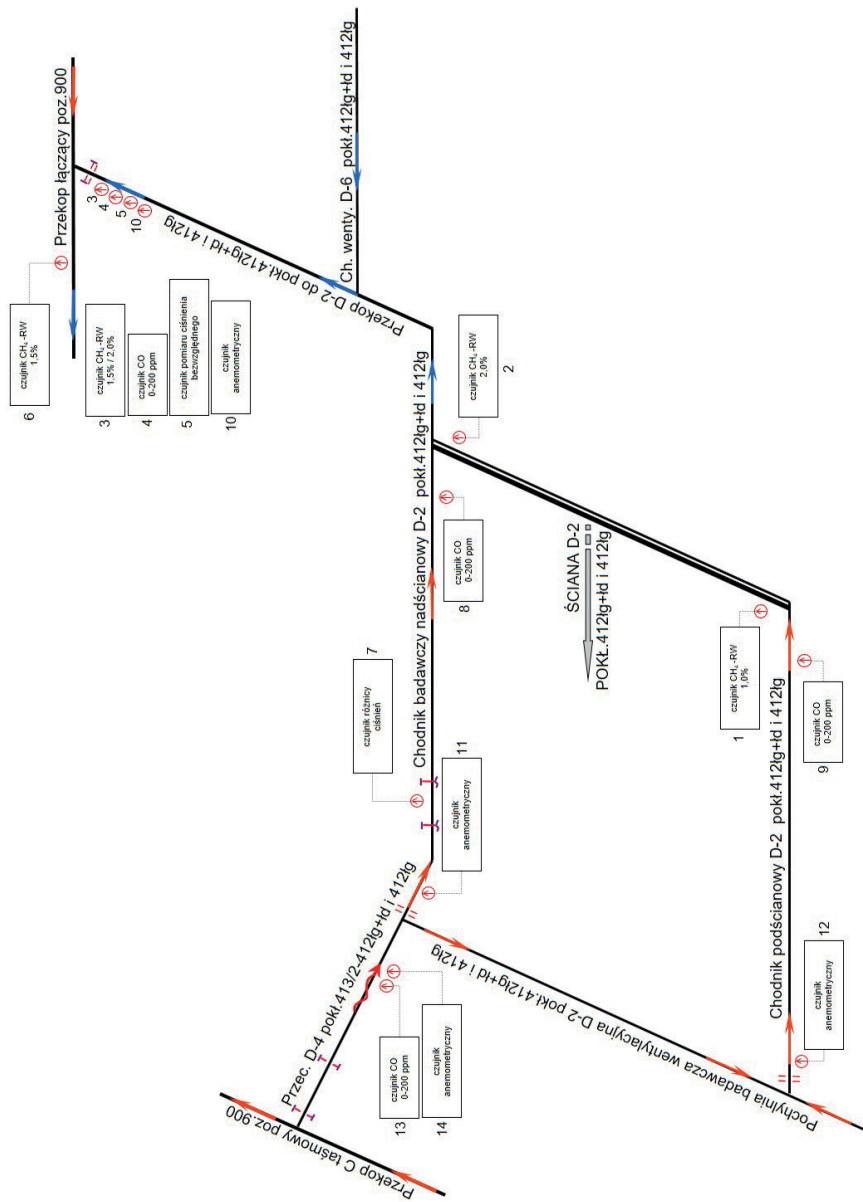 Przekop łączący poz.900
czujnik CH₄-RW
1,5%
6
3
4
5
10
Przekop D-2 do pokł.412łg+łd i 412łg
czujnik CH₄-RW
1,5% / 2,0%
3
czujnik CO
0-200 ppm
4
czujnik pomiaru ciśnienia
bezwzględnego
5
czujnik
anemometryczny
10
Ch. wenty. D-6 pokł.412łg+łd i 412łg
Chodnik badawczy nadścianowy D-2 pokł.412łg+łd i 412łg
czujnik CH₄-RW
2,0%
2
czujnik CO
0-200 ppm
8
czujnik różnicy
ciśnień
7
czujnik
anemometryczny
11
ŚCIANA D-2
POKŁ.412łg+łd i 412łg
czujnik CH₄-RW
1,0%
1
czujnik CO
0-200 ppm
9
Chodnik podścianowy D-2 pokł.412łg+łd i 412łg
czujnik
anemometryczny
12
Pochylnia badawcza wentylacyjna D-2 pokł.412łg+łd i 412łg
Przec. D-4 pokł.413/2-412łg+łd i 412łg
czujnik CO
0-200 ppm
13
czujnik
anemometryczny
14
Przekop C taśmowy poz.900